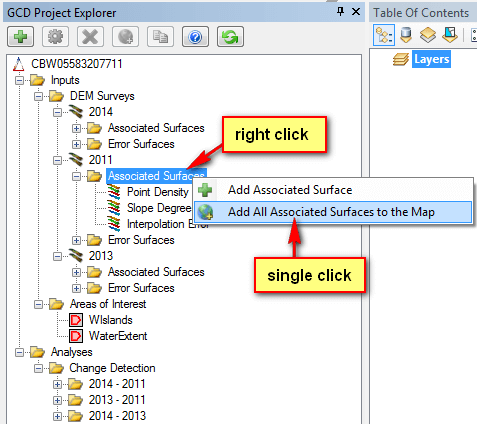 GCD Project Explorer
Table Of Contents
CBW05583207711
Layers
Inputs
DEM Surveys
2014
Associated Surfaces
Error Surfaces
right click
2011
Associated Surfaces
Point Density
Add Associated Surface
Slope Degree
Add All Associated Surfaces to the Map
Interpolation Error
Error Surfaces
2013
single click
Associated Surfaces
Error Surfaces
Areas of Interest
WIslands
WaterExtent
Analyses
Change Detection
2014 - 2011
2013 - 2011
2014 - 2013